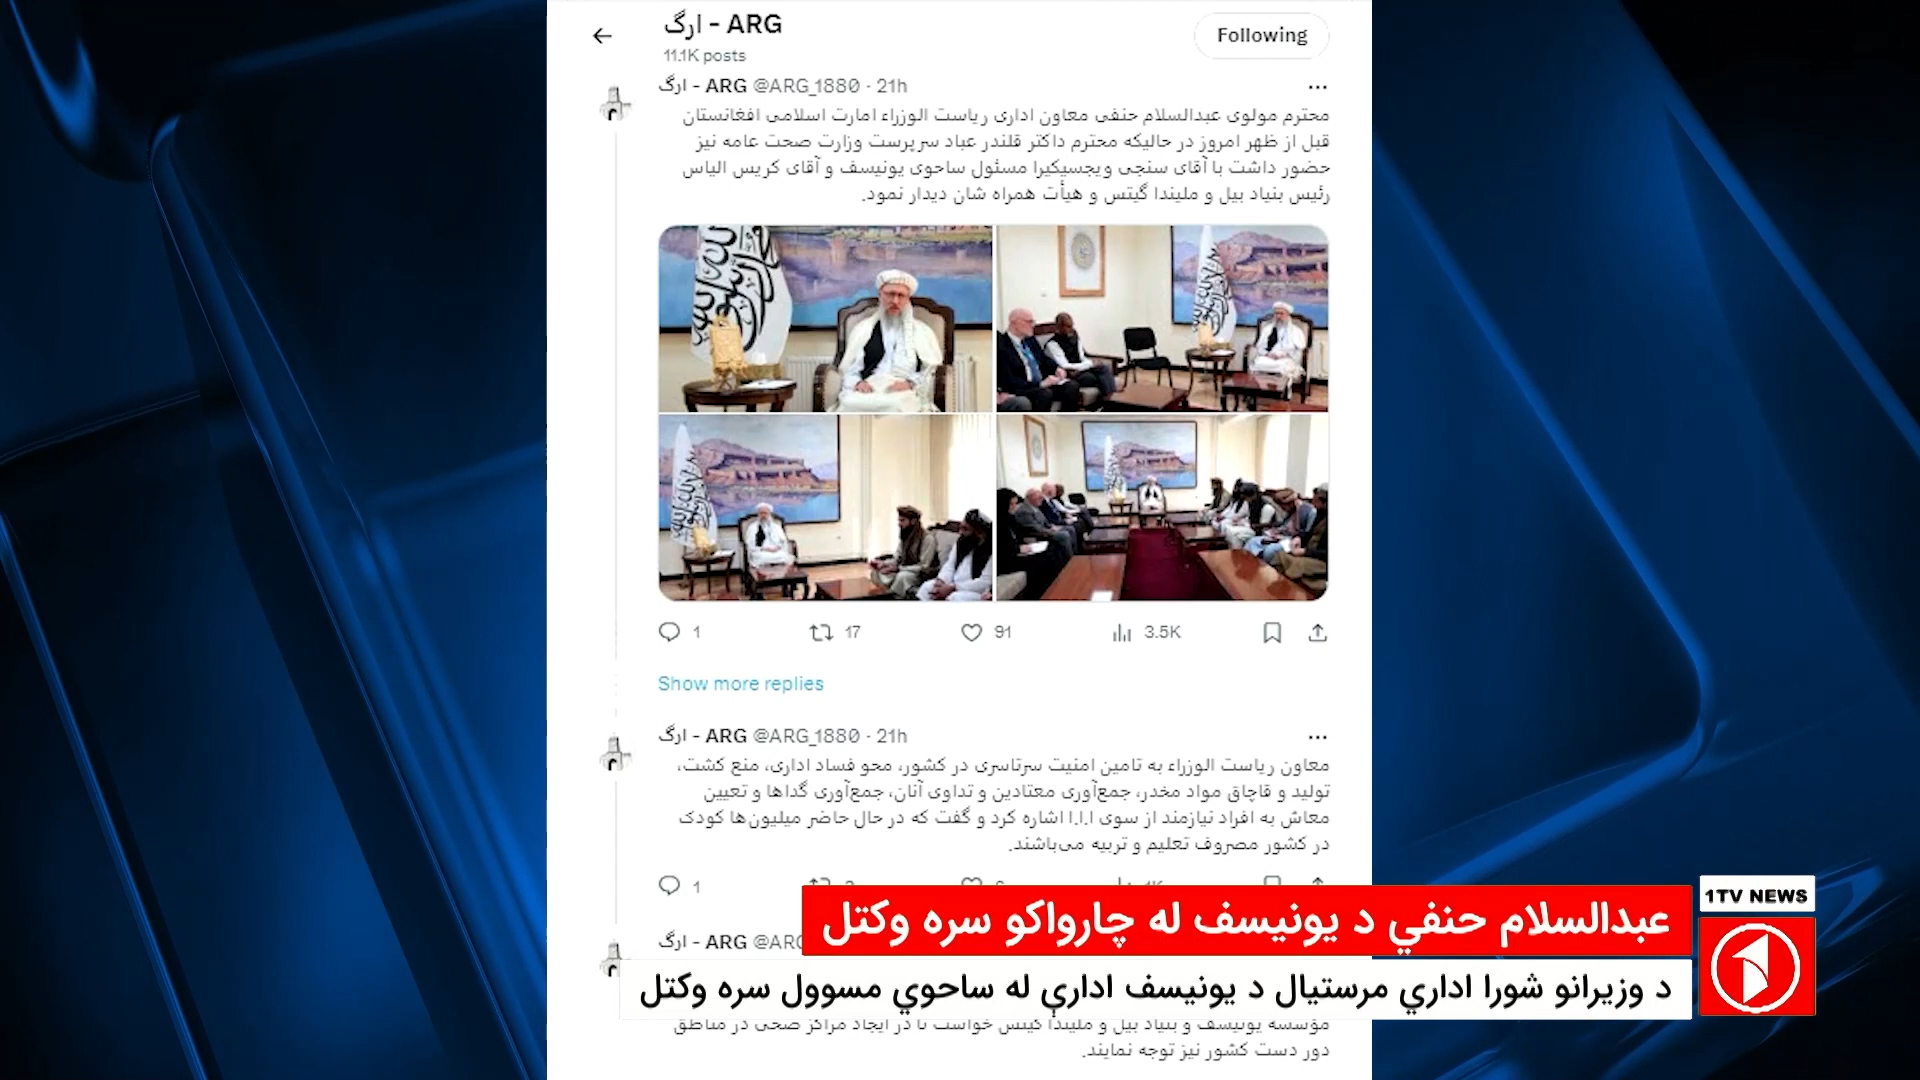 ارگ - ARG
11.1K posts
Following
ارگ - ARG @ARG_1880 · 21h
محترم مولوی عبدالسلام حنفی معاون اداری ریاست الوزراء امارت اسلامی افغانستان
قبل از ظهر امروز در حالیکه محترم داکتر قلندر عباد سرپرست وزارت صحت عامه نیز
حضور داشت با آقای سنجی ویجسیکیرا مسئول ساحوی یونیسف و آقای کریس الیاس
رئیس بنیاد بیل و ملیندا گیتس و هیأت همراه شان دیدار نمود.
1 17 91 3.5K
Show more replies
ارگ - ARG @ARG_1880 · 21h
معاون ریاست الوزراء به تامین امنیت سرتاسری در کشور، محو فساد اداری، منع کشت،
تولید و قاچاق مواد مخدر، جمع‌آوری معتادین و تداوی آنان، جمع‌آوری گداها و تعیین
معاش به افراد نیازمند از سوی ا.ا.ا اشاره کرد و گفت که در حال حاضر میلیون‌ها کودک
در کشور مصروف تعلیم و تربیه می‌باشند.
1
1TV NEWS
عبدالسلام حنفي د یونیسف له چارواکو سره وکتل
ارگ - ARG
د وزیرانو شورا اداري مرستیال د یونیسف ادارې له ساحوي مسوول سره وکتل
مؤسسه یونیسف و بنیاد بیل و ملیندا گیتس خواست تا در ایجاد مراکز صحی در مناطق
دور دست کشور نیز توجه نمایند.